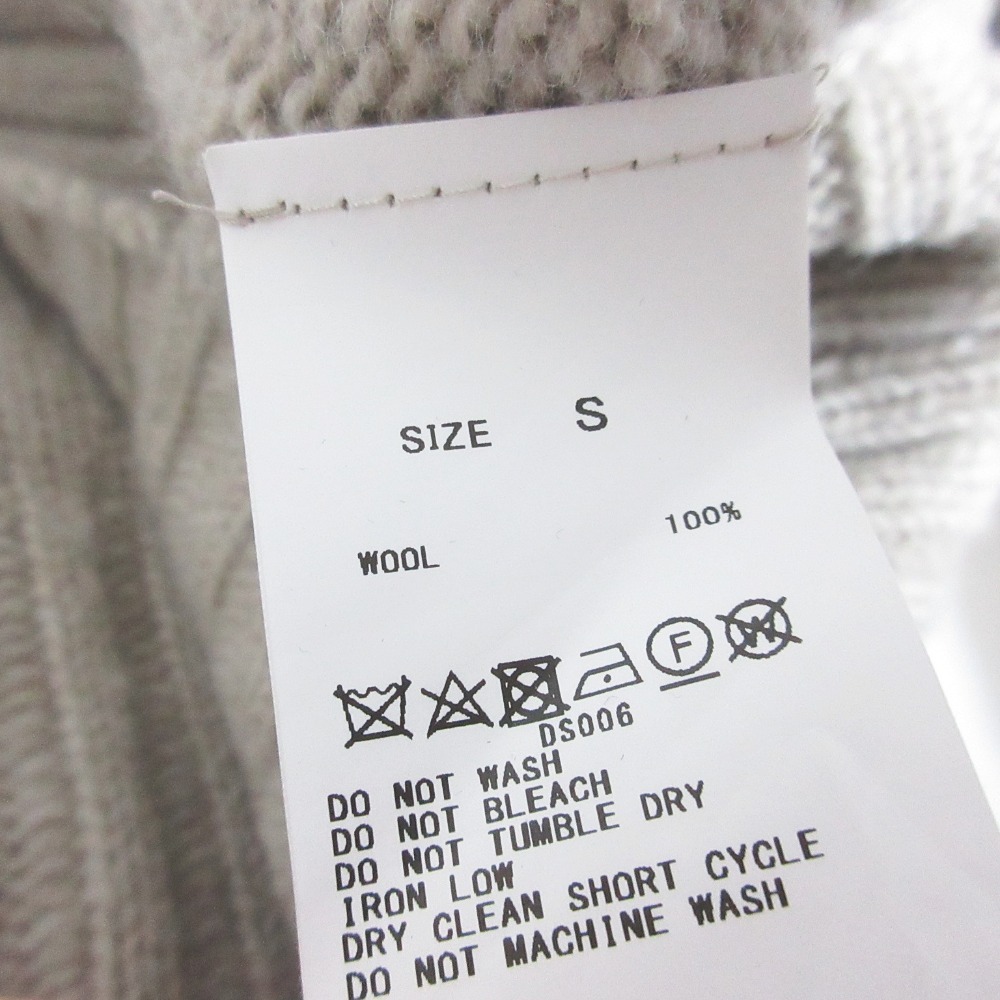 SIZE S
WOOL 100%
F W
DS006
DO NOT WASH
DO NOT BLEACH
DO NOT TUMBLE DRY
IRON LOW
DRY CLEAN SHORT CYCLE
DO NOT MACHINE WASH